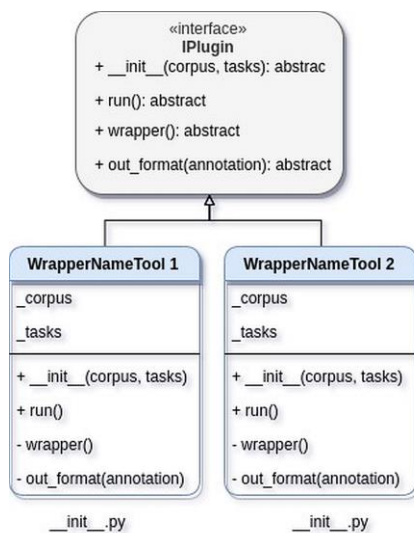 «interface»
IPlugin
+ __init__(corpus, tasks): abstrac
+ run(): abstract
+ wrapper(): abstract
+ out_format(annotation): abstract
WrapperNameTool 1
_corpus
_tasks
+ __init__(corpus, tasks)
+ run()
- wrapper()
- out_format(annotation)
__init__.py
WrapperNameTool 2
_corpus
_tasks
+ __init__(corpus, tasks)
+ run()
- wrapper()
- out_format(annotation)
__init__.py